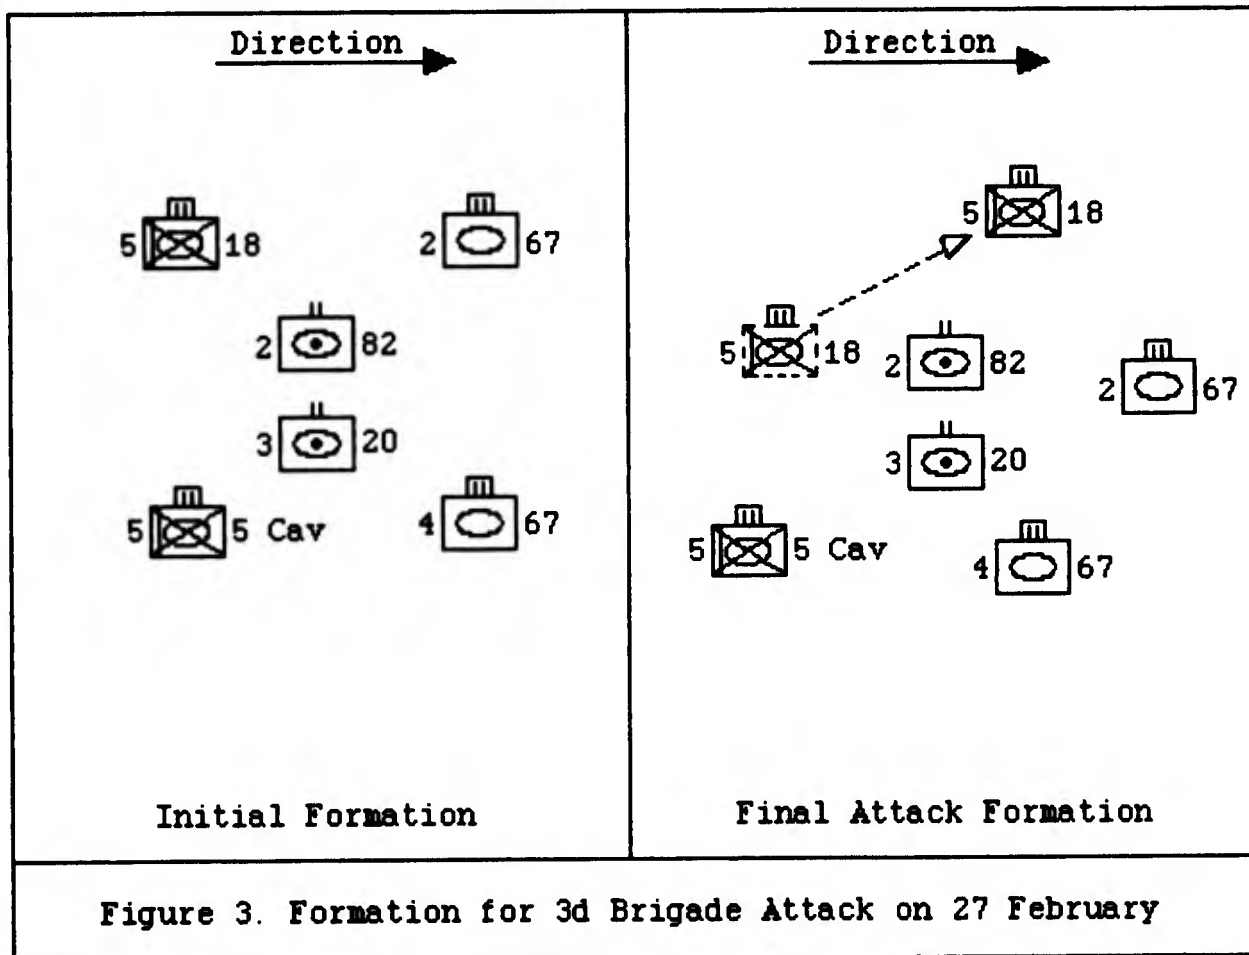 Direction
5 18
2 67
2 82
3 20
5 5 Cav
4 67
Initial Formation
Direction
5 18
5 18
2 82
2 67
3 20
5 5 Cav
4 67
Final Attack Formation
Figure 3. Formation for 3d Brigade Attack on 27 February